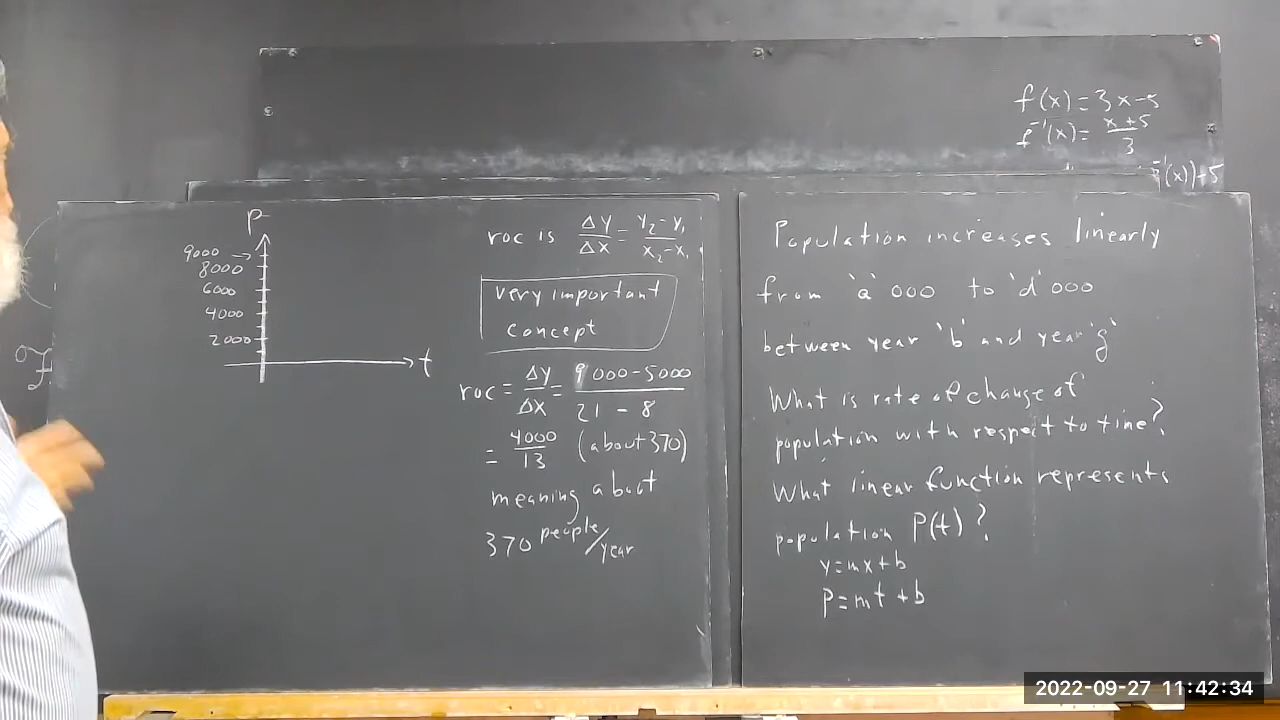 f(x) = 3x-5
f⁻¹(x) = (x+5)/3
⁻¹(x))+5
P
9000
8000
6000
4000
2000
t
roc is ΔY/ΔX = (Y₂-Y₁)/(X₂-X₁)
very important
concept
roc = ΔY/ΔX = (9000-5000)/(21-8)
= 4000/13 (about 370)
meaning about
370 people/year
Population increases linearly
from 'a' 000 to 'd' 000
between year 'b' and year 'g'
What is rate of change of
population with respect to time?
What linear function represents
population P(t)?
y=mx+b
P=mt+b
2022-09-27 11:42:34